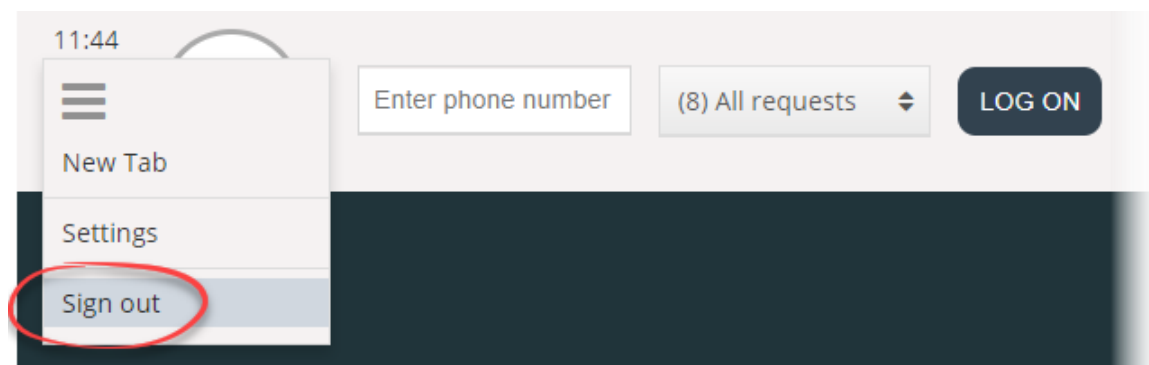 11:44
Enter phone number
(8) All requests
LOG ON
New Tab
Settings
Sign out